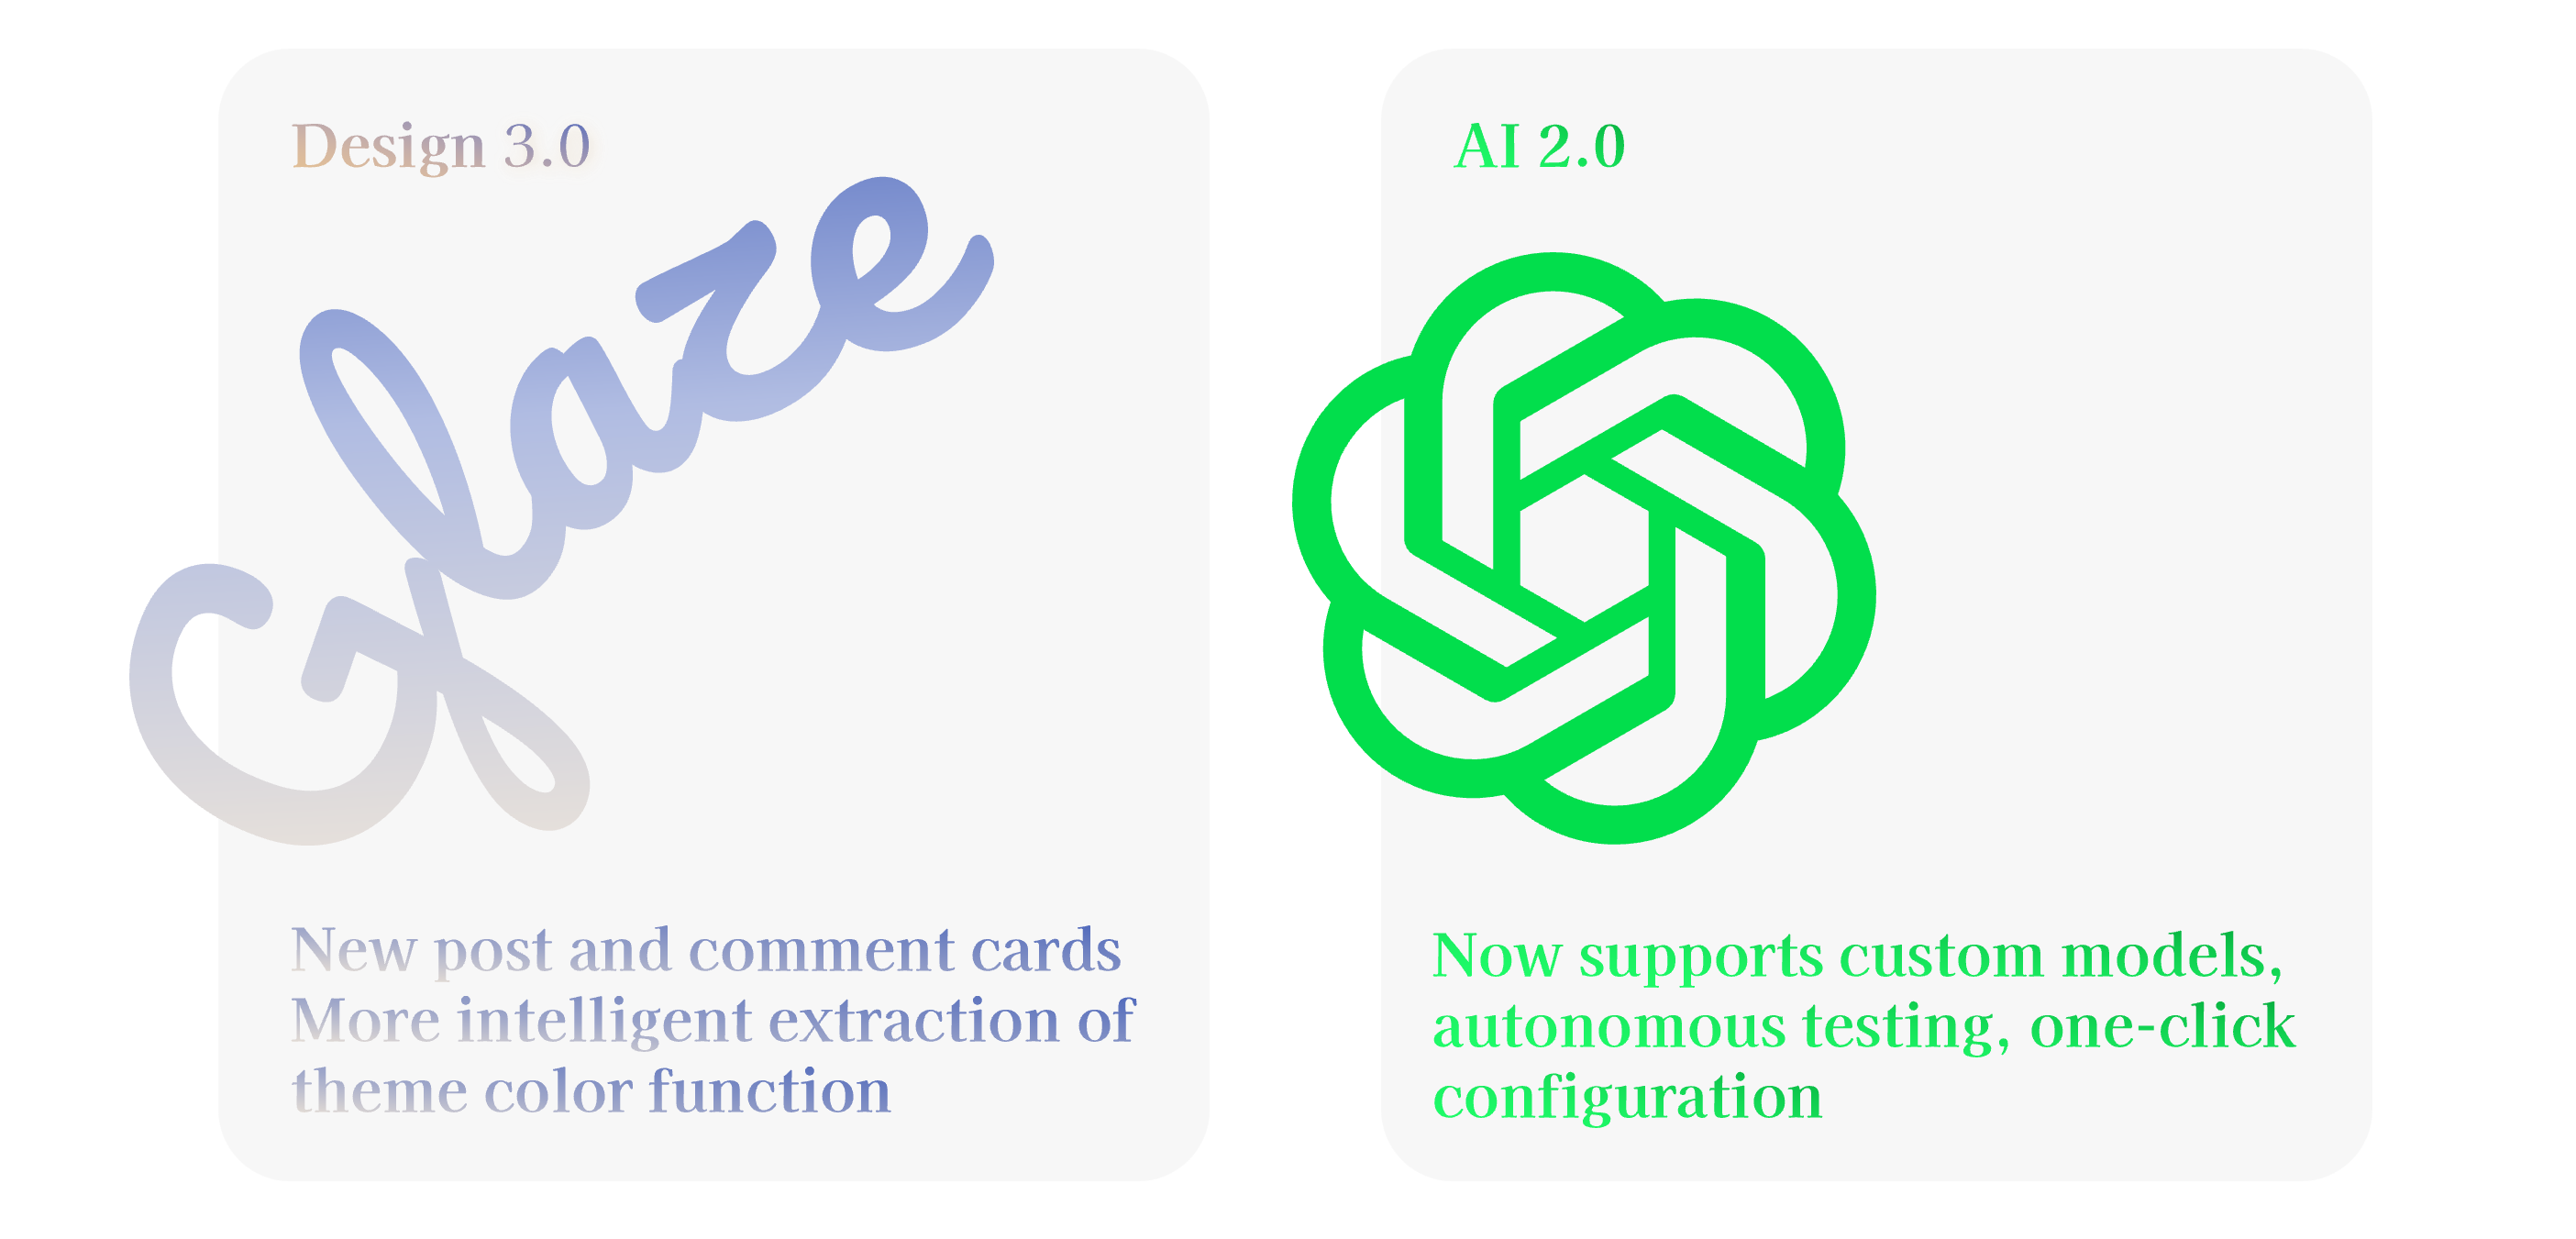 Design 3.0
Glaze
New post and comment cards
More intelligent extraction of
theme color function
AI 2.0
Now supports custom models,
autonomous testing, one-click
configuration